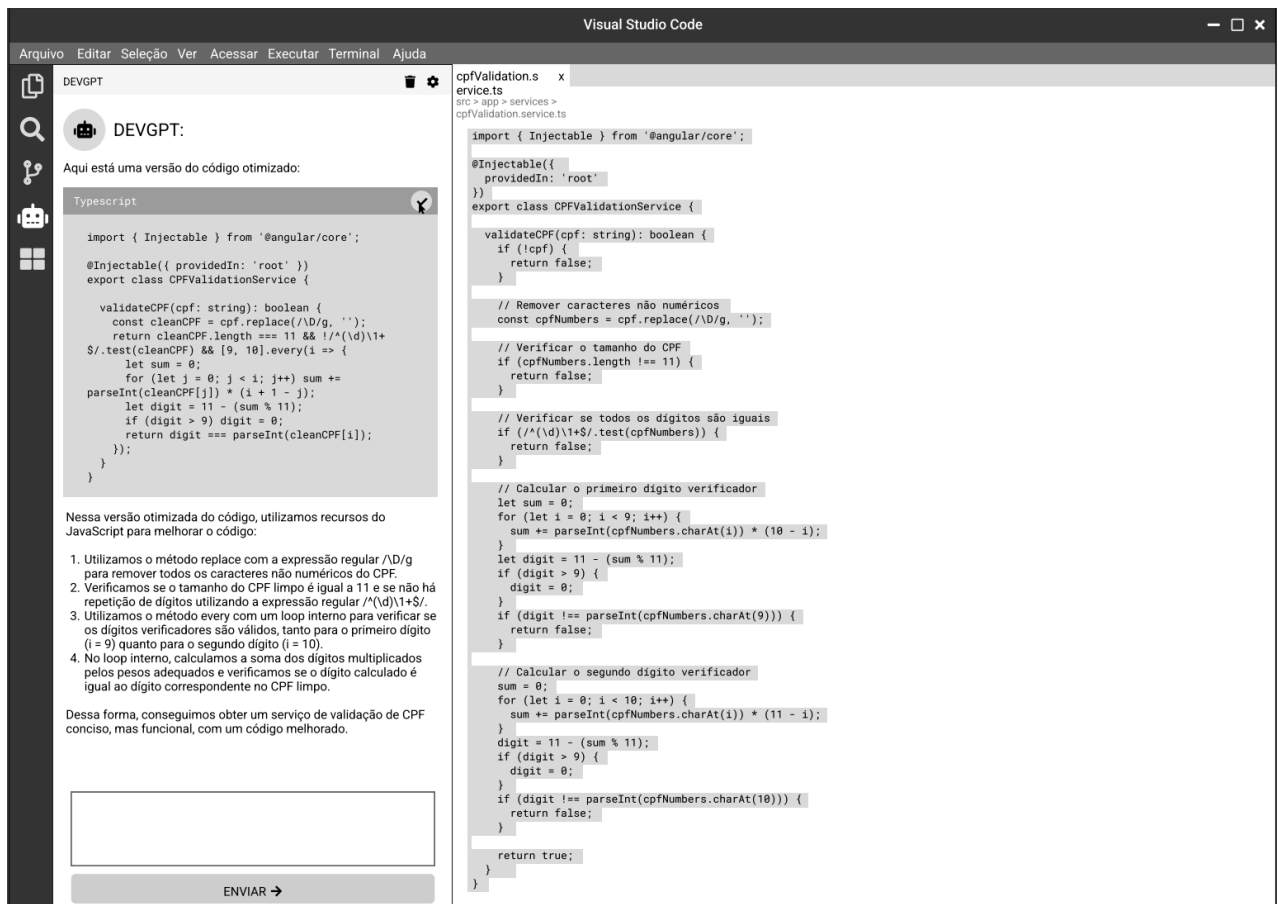 Visual Studio Code
Arquivo Editar Seleção Ver Acessar Executar Terminal Ajuda
DEVGPT
DEVGPT:
Aqui está uma versão do código otimizado:
Typescript
import { Injectable } from '@angular/core';
@Injectable({ providedIn: 'root' })
export class CPFValidationService {
validateCPF(cpf: string): boolean {
const cleanCPF = cpf.replace(/\D/g, '');
return cleanCPF.length === 11 && !/^(\d)\1+
$/.test(cleanCPF) && [9, 10].every(i => {
let sum = 0;
for (let j = 0; j < i; j++) sum +=
parseInt(cleanCPF[j]) * (i + 1 - j);
let digit = 11 - (sum % 11);
if (digit > 9) digit = 0;
return digit === parseInt(cleanCPF[i]);
});
}
}
Nessa versão otimizada do código, utilizamos recursos do
JavaScript para melhorar o código:
1. Utilizamos o método replace com a expressão regular /\D/g
para remover todos os caracteres não numéricos do CPF.
2. Verificamos se o tamanho do CPF limpo é igual a 11 e se não há
repetição de dígitos utilizando a expressão regular /^(\d)\1+$/.
3. Utilizamos o método every com um loop interno para verificar se
os dígitos verificadores são válidos, tanto para o primeiro dígito
(i = 9) quanto para o segundo dígito (i = 10).
4. No loop interno, calculamos a soma dos dígitos multiplicados
pelos pesos adequados e verificamos se o dígito calculado é
igual ao dígito correspondente no CPF limpo.
Dessa forma, conseguimos obter um serviço de validação de CPF
conciso, mas funcional, com um código melhorado.
ENVIAR →
cpfValidation.s x
ervice.ts
src > app > services >
cpfValidation.service.ts
import { Injectable } from '@angular/core';
@Injectable({
providedIn: 'root'
})
export class CPFValidationService {
validateCPF(cpf: string): boolean {
if (!cpf) {
return false;
}
// Remover caracteres não numéricos
const cpfNumbers = cpf.replace(/\D/g, '');
// Verificar o tamanho do CPF
if (cpfNumbers.length !== 11) {
return false;
}
// Verificar se todos os dígitos são iguais
if (/^(\d)\1+$/.test(cpfNumbers)) {
return false;
}
// Calcular o primeiro dígito verificador
let sum = 0;
for (let i = 0; i < 9; i++) {
sum += parseInt(cpfNumbers.charAt(i)) * (10 - i);
}
let digit = 11 - (sum % 11);
if (digit > 9) {
digit = 0;
}
if (digit !== parseInt(cpfNumbers.charAt(9))) {
return false;
}
// Calcular o segundo dígito verificador
sum = 0;
for (let i = 0; i < 10; i++) {
sum += parseInt(cpfNumbers.charAt(i)) * (11 - i);
}
digit = 11 - (sum % 11);
if (digit > 9) {
digit = 0;
}
if (digit !== parseInt(cpfNumbers.charAt(10))) {
return false;
}
return true;
}
}